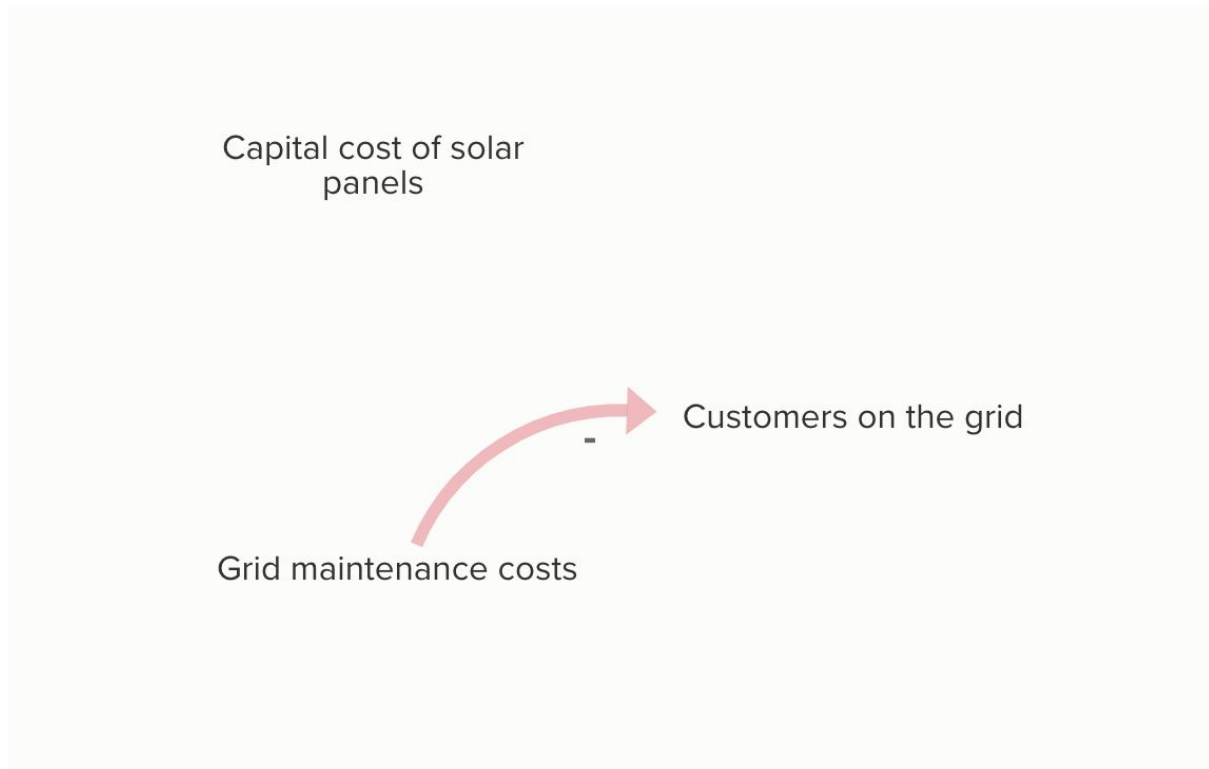 Capital cost of solar
panels
Customers on the grid
-
Grid maintenance costs